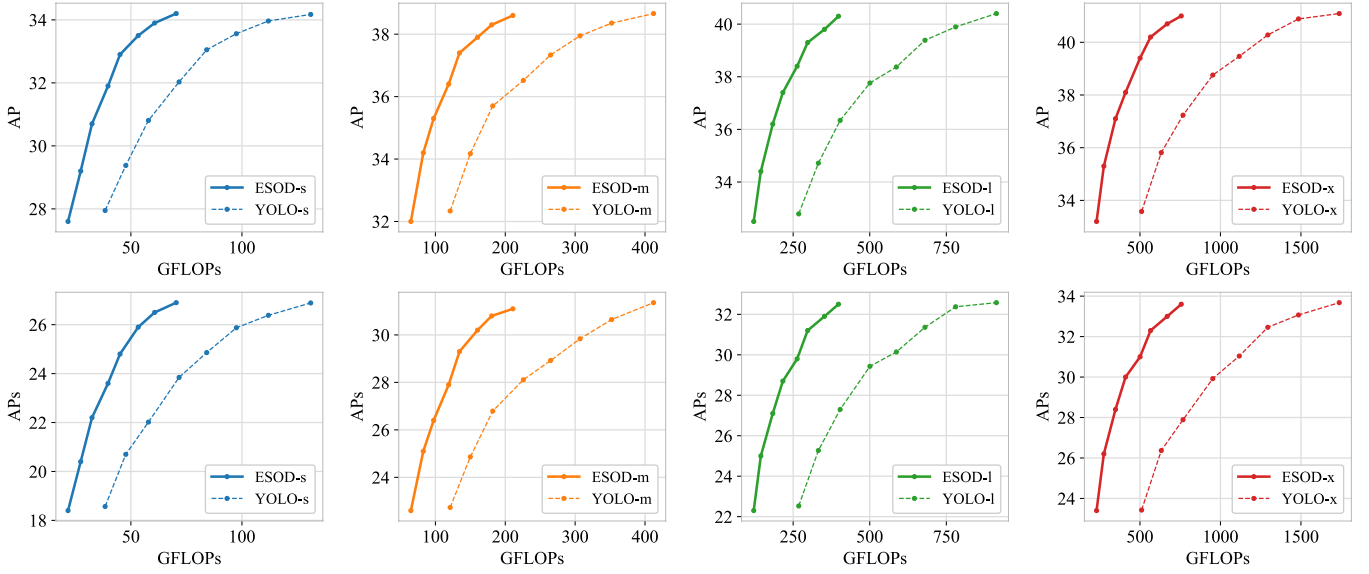 34
32
30
28
AP
50
100
GFLOPs
ESOD-s
YOLO-s
38
36
34
32
AP
100
200
300
400
GFLOPs
ESOD-m
YOLO-m
40
38
36
34
AP
250
500
750
GFLOPs
ESOD-l
YOLO-l
40
38
36
34
AP
500
1000
1500
GFLOPs
ESOD-x
YOLO-x
26
24
22
20
18
APs
50
100
GFLOPs
ESOD-s
YOLO-s
30
28
26
24
APs
100
200
300
400
GFLOPs
ESOD-m
YOLO-m
32
30
28
26
24
22
APs
250
500
750
GFLOPs
ESOD-l
YOLO-l
34
32
30
28
26
24
APs
500
1000
1500
GFLOPs
ESOD-x
YOLO-x